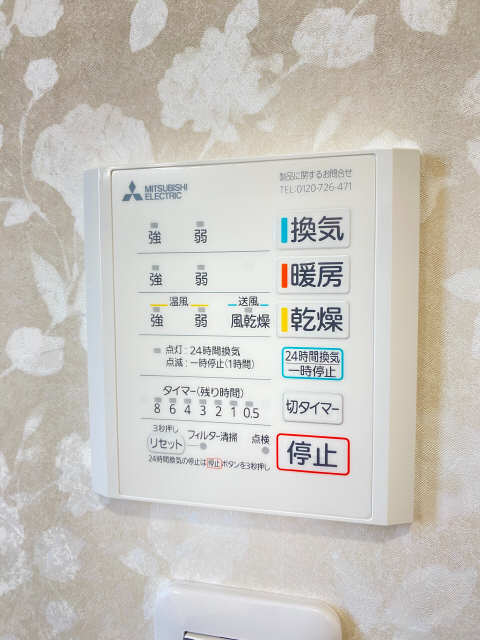 MITSUBISHI
ELECTRIC
製品に関するお問合せ
TEL:0120-726-471
強 弱 換気
強 弱 暖房
温風 送風
強 弱 風乾燥 乾燥
点灯:24時間換気
点滅:一時停止(1時間)
24時間換気
一時停止
タイマー(残り時間)
8 6 4 3 2 1 0.5
切タイマー
3秒押し
リセット フィルター清掃 点検
停止
24時間換気の停止は停止ボタンを3秒押し